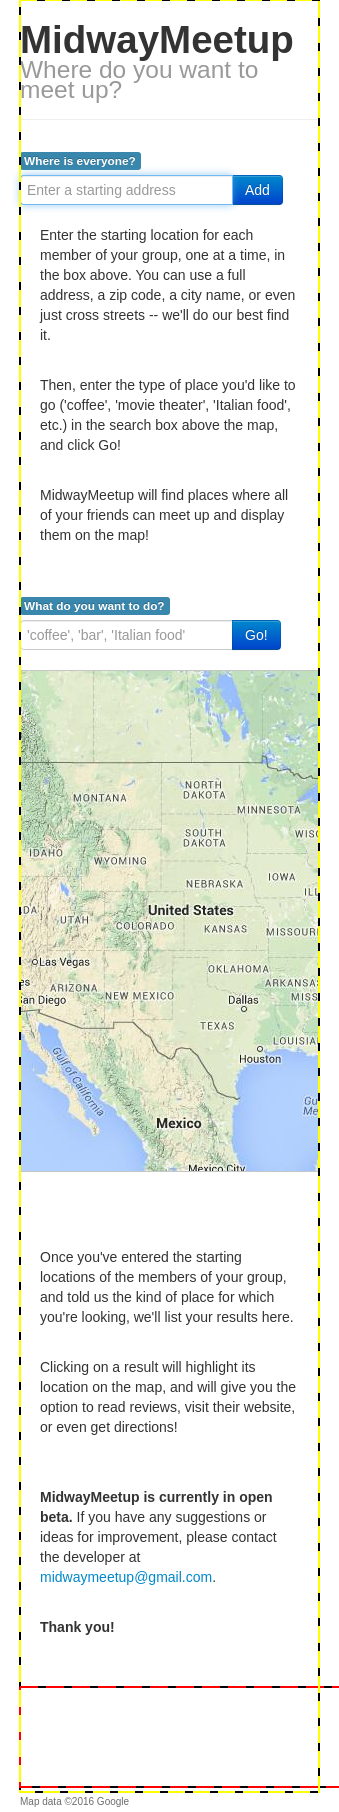 MidwayMeetup
Where do you want to
meet up?
Where is everyone?
Enter a starting address Add
Enter the starting location for each
member of your group, one at a time, in
the box above. You can use a full
address, a zip code, a city name, or even
just cross streets -- we'll do our best find
it.
Then, enter the type of place you'd like to
go ('coffee', 'movie theater', 'Italian food',
etc.) in the search box above the map,
and click Go!
MidwayMeetup will find places where all
of your friends can meet up and display
them on the map!
What do you want to do?
'coffee', 'bar', 'Italian food' Go!
NORTH
DAKOTA
MONTANA
MINNESOTA
SOUTH
DAKOTA
WISC
IDAHO
WYOMING
IOWA
NEBRASKA
ILL
United States
DA
UTAH
COLORADO
KANSAS
MISSOUR
Las Vegas
OKLAHOMA
es
ARIZONA
NEW MEXICO
ARKANSAS
an Diego
Dallas
MISS
TEXAS
LOUISIA
Houston
Gulf of California
Gu
Me
Mexico
Mexico City
Once you've entered the starting
locations of the members of your group,
and told us the kind of place for which
you're looking, we'll list your results here.
Clicking on a result will highlight its
location on the map, and will give you the
option to read reviews, visit their website,
or even get directions!
MidwayMeetup is currently in open
beta. If you have any suggestions or
ideas for improvement, please contact
the developer at
midwaymeetup@gmail.com.
Thank you!
Map data ©2016 Google